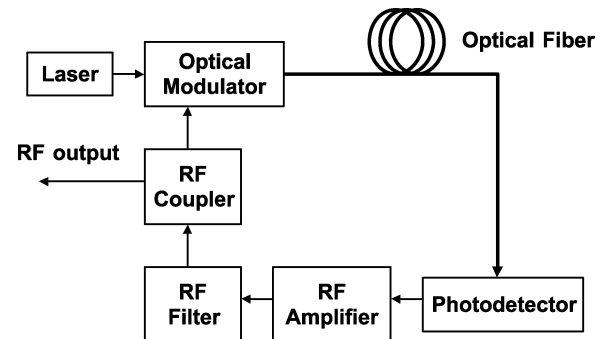 Optical Fiber
Laser
Optical
Modulator
RF output
RF
Coupler
RF
Filter
RF
Amplifier
Photodetector